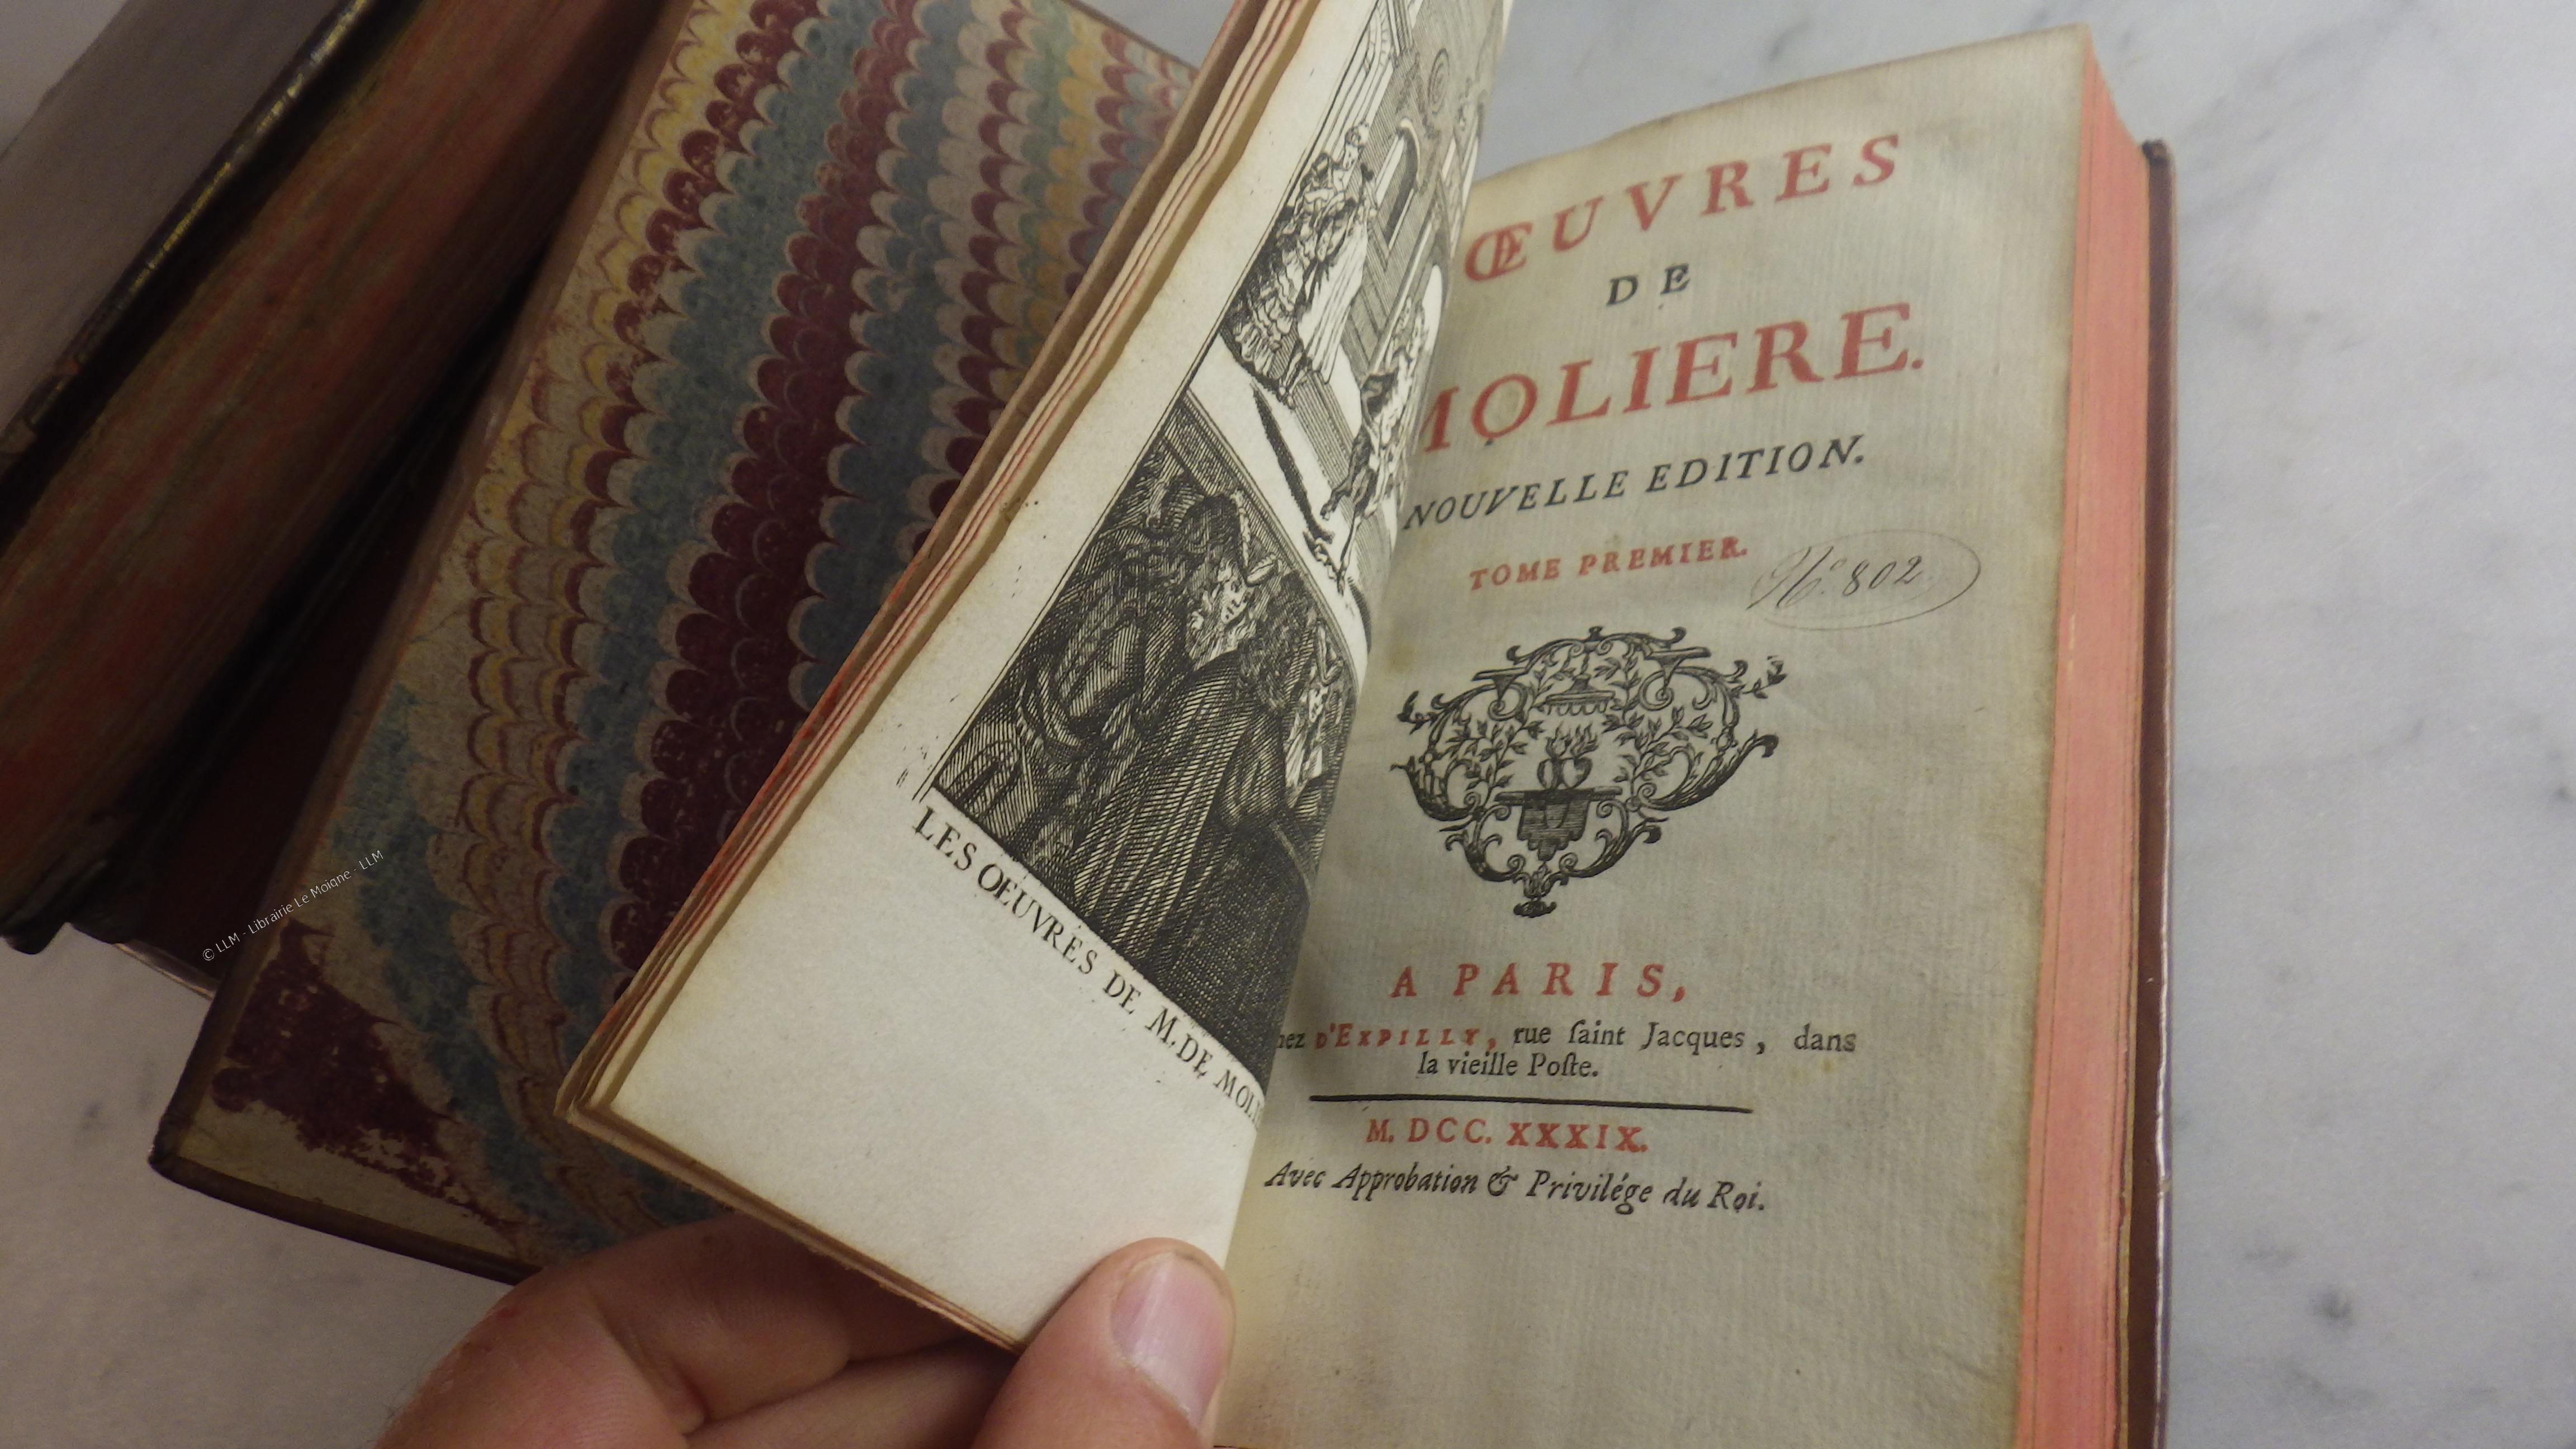 LES OEUVRES DE M. DE
ŒUVRES
DE
MOLIERE.
NOUVELLE EDITION.
TOME PREMIER.
No. 802
A PARIS,
D'EXPILLY, rue ſaint Jacques, dans
la vieille Poſte.
M. DCC. XXXIX.
Avec Approbation & Privilége du Roi.
© LLM - Librairie Le Moigne - LLM